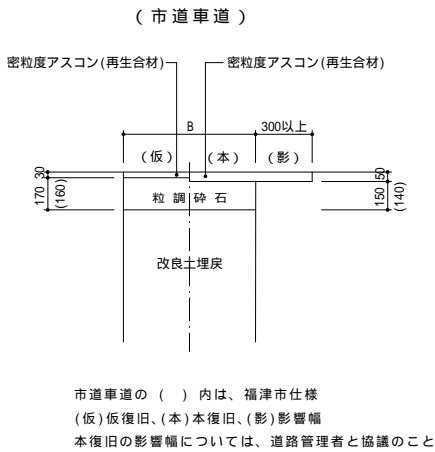 (市道車道)
密粒度アスコン(再生合材)
密粒度アスコン(再生合材)
B
300以上
(仮)
(本)
(影)
30
170
(160)
50
150
(140)
粒調砕石
改良土埋戻
市道車道の ( ) 内は、福津市仕様
(仮)仮復旧、(本)本復旧、(影)影響幅
本復旧の影響幅については、道路管理者と協議のこと